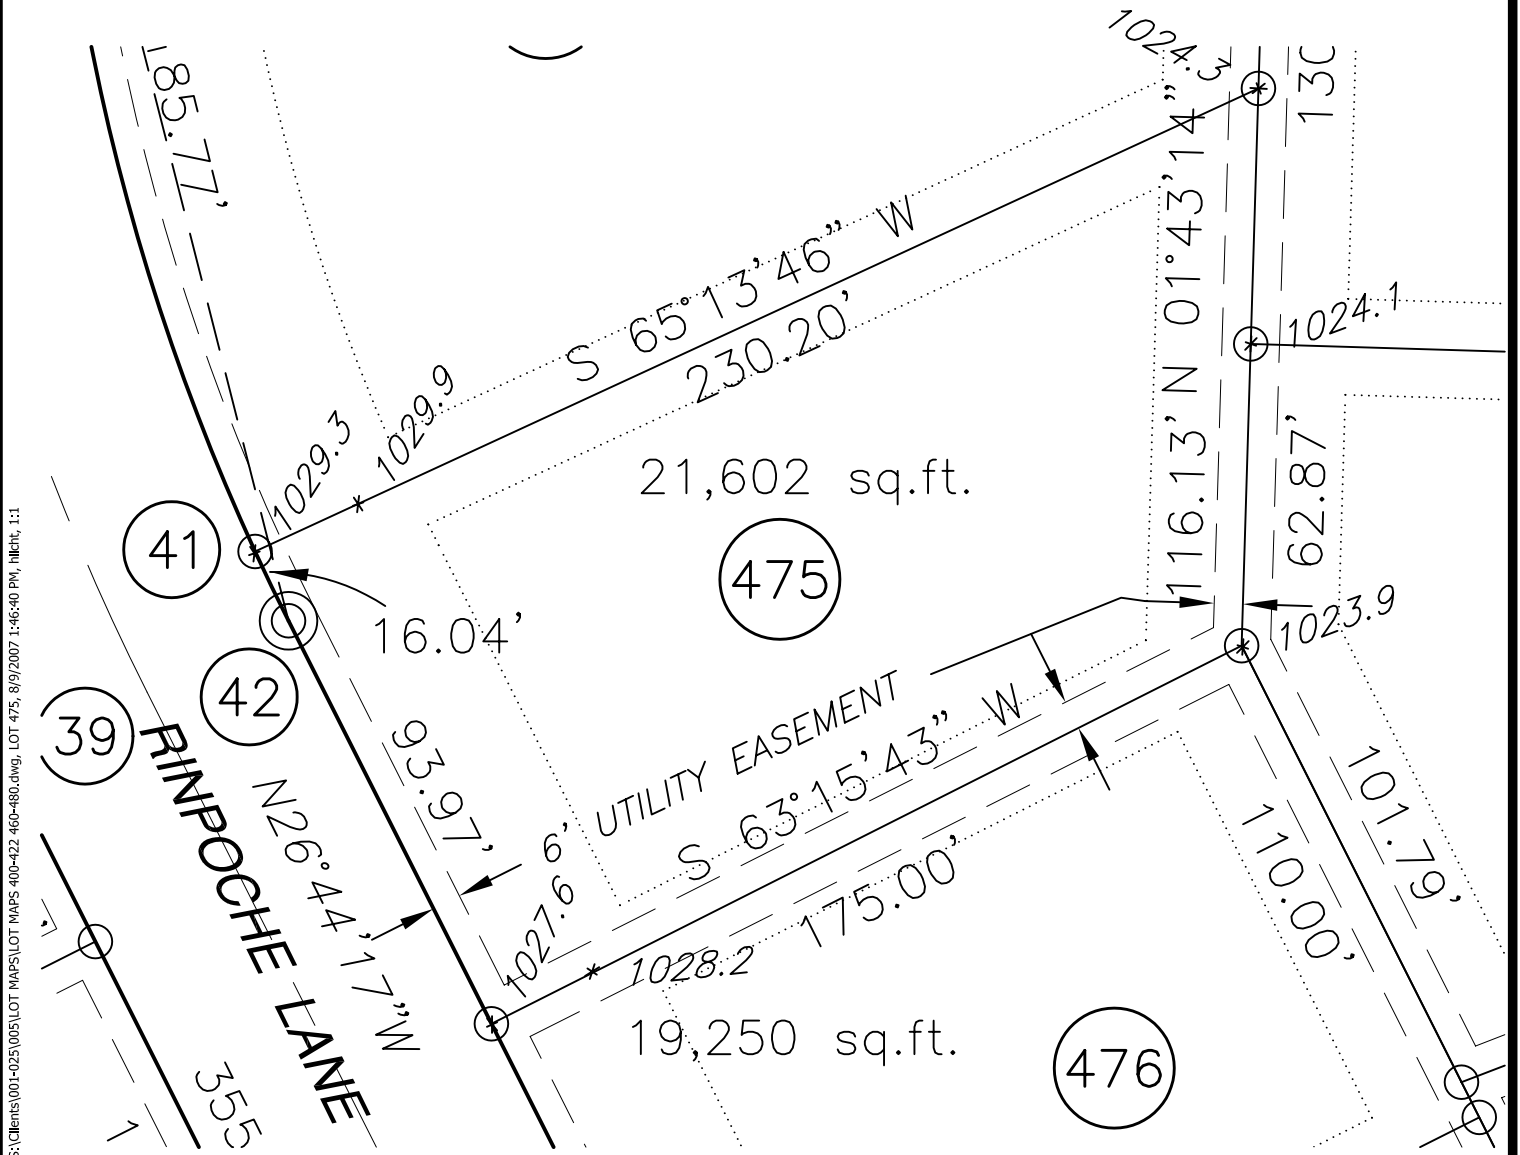 1024.3
185.77'
130
S 65°13'46" W
230.20'
N 01°43'14"
116.13'
1024.1
1029.9
1029.3
62.87'
21,602 sq.ft.
475
41
16.04'
1023.9
42
39
RINPOCHE LANE
N26°44'17"W
93.97'
6' UTILITY EASEMENT
S 63°15'43" W
175.00'
101.79'
110.00'
1027.6
1028.2
19,250 sq.ft.
476
355
1
S:\Clients\001-025\005\LOT MAPS\LOT MAPS 400-422 460-480.dwg, LOT 475, 8/9/2007 1:46:40 PM, hlicht, 1:1